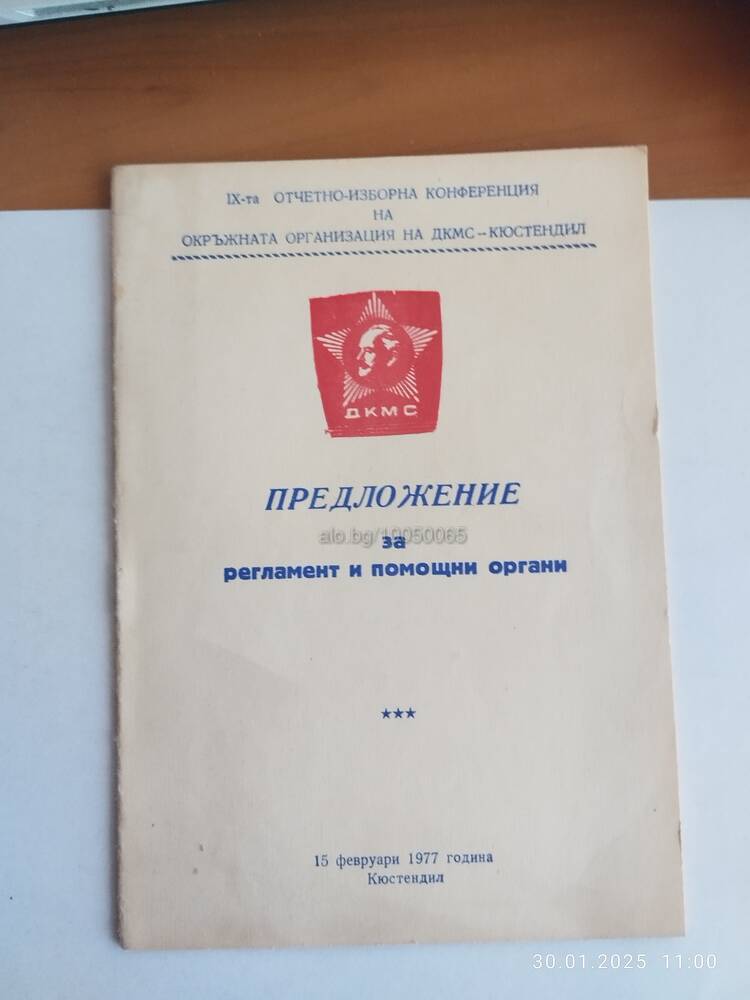 IX-та ОТЧЕТНО-ИЗБОРНА КОНФЕРЕНЦИЯ
НА
ОКРЪЖНАТА ОРГАНИЗАЦИЯ НА ДКМС – КЮСТЕНДИЛ
ДКМС
ПРЕДЛОЖЕНИЕ
alo.bg/10050065
за
регламент и помощни органи
★★★
15 февруари 1977 година
Кюстендил
30.01.2025 11:00